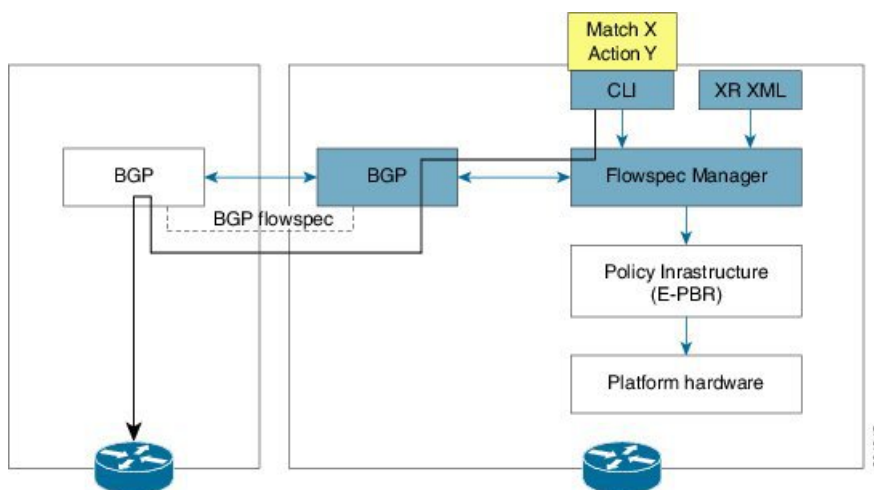 Match X
Action Y
CLI
XR XML
BGP
BGP
Flowspec Manager
BGP flowspec
Policy Inrastructure
(E-PBR)
Platform hardware